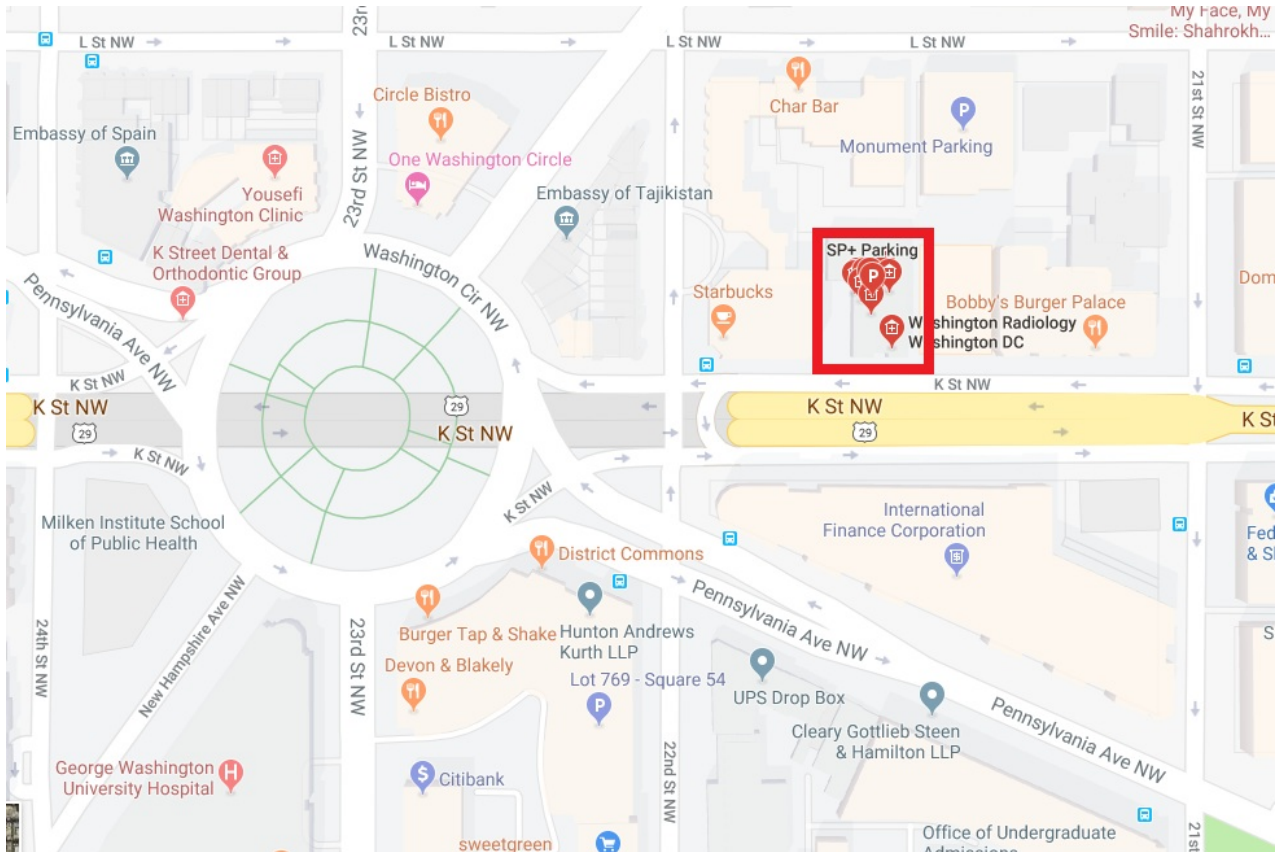 My Face, My
Smile: Shahrokh...
L St NW
L St NW
L St NW
L St NW
23rd
21st St NW
Circle Bistro
Char Bar
Monument Parking
Embassy of Spain
One Washington Circle
Yousefi
Washington Clinic
23rd St NW
Embassy of Tajikistan
K Street Dental &
Orthodontic Group
Washington Cir NW
SP+ Parking
Starbucks
Bobby's Burger Palace
Dom
Washington Radiology
Washington DC
Pennsylvania Ave NW
K St NW
K St NW
K St NW
29
K St NW
29
K St NW
29
K St
K St NW
K St NW
Milken Institute School
of Public Health
International
Finance Corporation
Fed
& S
District Commons
New Hampshire Ave NW
24th St NW
23rd St NW
Burger Tap & Shake
Hunton Andrews
Kurth LLP
Pennsylvania Ave NW
S
Devon & Blakely
Lot 769 - Square 54
UPS Drop Box
Cleary Gottlieb Steen
& Hamilton LLP
Pennsylvania Ave NW
22nd St NW
George Washington
University Hospital
Citibank
sweetgreen
Office of Undergraduate
Admissions
21st
P
P
P
H
$